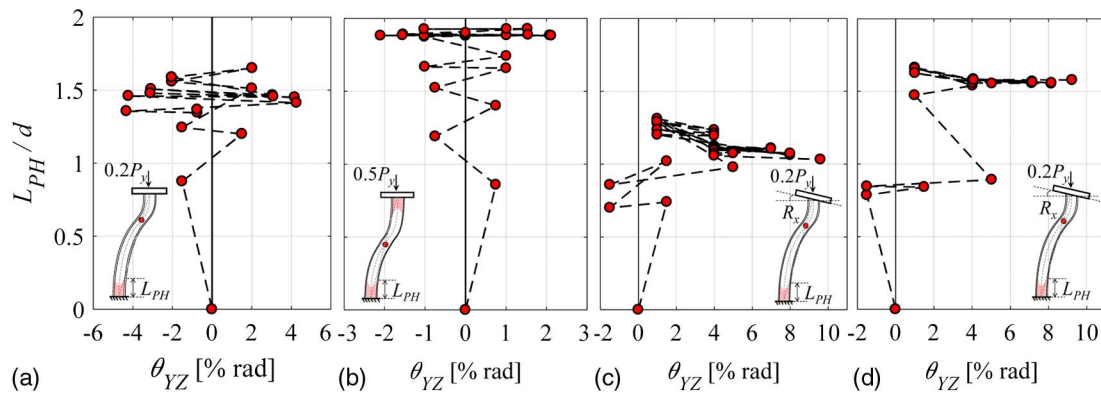 L_PH / d
2
1.5
1
0.5
0
0.2P_y
L_PH
-6 -4 -2 0 2 4 6
(a) θ_YZ [% rad]
0.5P_y
L_PH
-3 -2 -1 0 1 2 3
(b) θ_YZ [% rad]
0.2P_y
R_x
L_PH
-2 0 2 4 6 8 10
(c) θ_YZ [% rad]
0.2P_y
R_x
L_PH
-2 0 2 4 6 8 10
(d) θ_YZ [% rad]